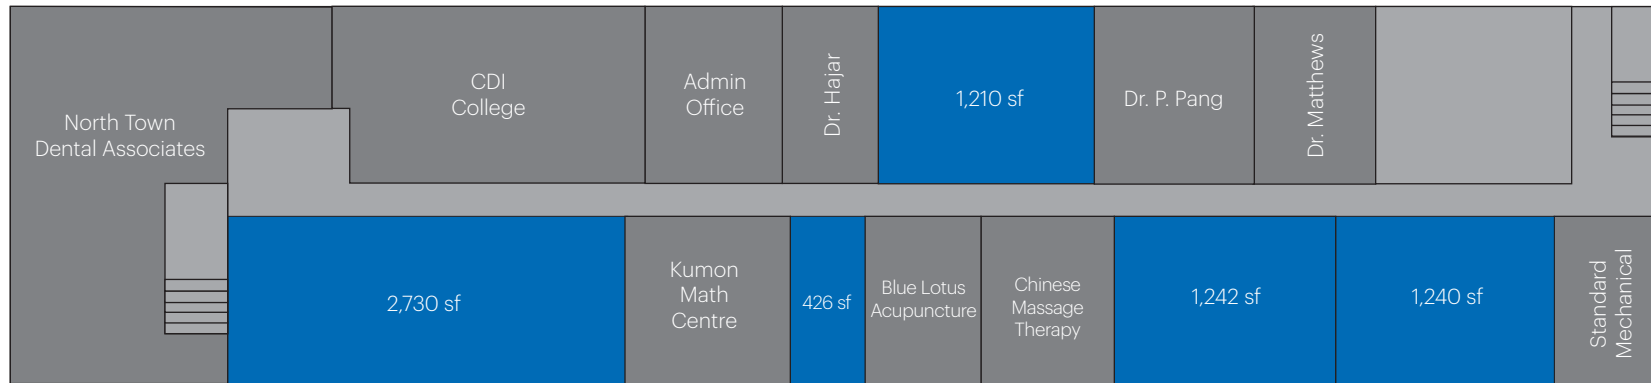 North Town
Dental Associates
CDI
College
Admin
Office
Dr. Hajar
1,210 sf
Dr. P. Pang
Dr. Matthews
2,730 sf
Kumon
Math
Centre
426 sf
Blue Lotus
Acupuncture
Chinese
Massage
Therapy
1,242 sf
1,240 sf
Standard
Mechanical